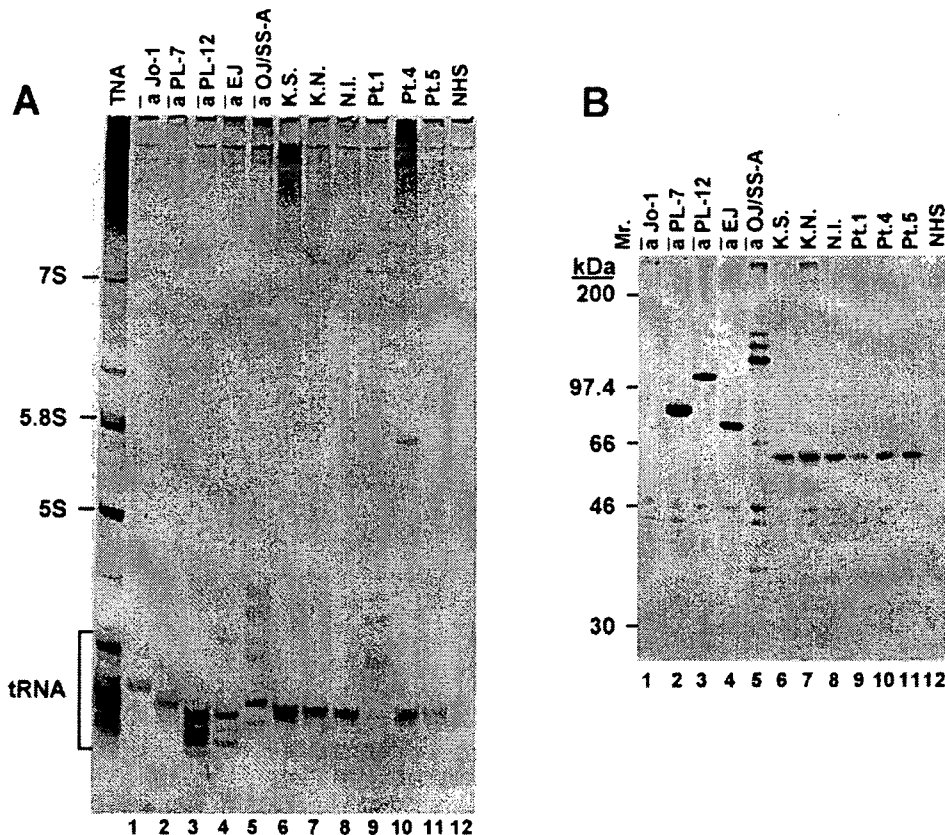 A
TNA
a Jo-1
a PL-7
a PL-12
a EJ
a OJ/SS-A
K.S.
K.N.
N.I.
Pt.1
Pt.4
Pt.5
NHS
7S
5.8S
5S
tRNA
1 2 3 4 5 6 7 8 9 10 11 12
B
Mr.
a Jo-1
a PL-7
a PL-12
a EJ
a OJ/SS-A
K.S.
K.N.
N.I.
Pt.1
Pt.4
Pt.5
NHS
kDa
200
97.4
66
46
30
1 2 3 4 5 6 7 8 9 10 11 12